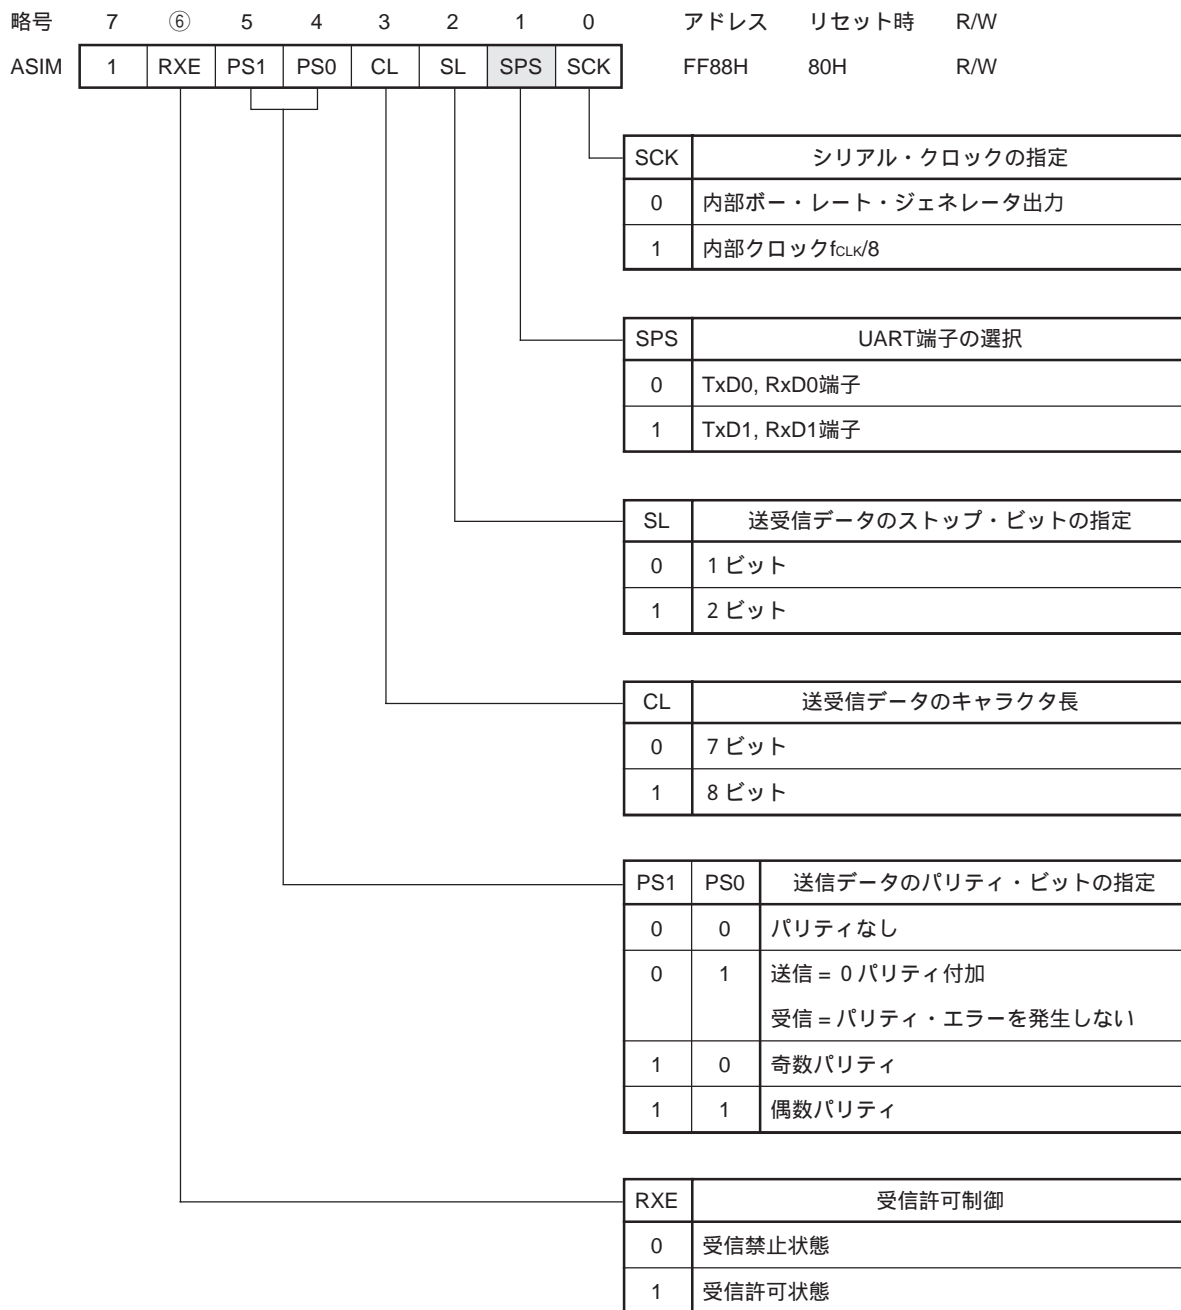 略号 7 ⑥ 5 4 3 2 1 0 アドレス リセット時 R/W
ASIM 1 RXE PS1 PS0 CL SL SPS SCK FF88H 80H R/W
SCK シリアル・クロックの指定
0 内部ボー・レート・ジェネレータ出力
1 内部クロックfCLK/8
SPS UART端子の選択
0 TxD0, RxD0端子
1 TxD1, RxD1端子
SL 送受信データのストップ・ビットの指定
0 1ビット
1 2ビット
CL 送受信データのキャラクタ長
0 7ビット
1 8ビット
PS1 PS0 送信データのパリティ・ビットの指定
0 0 パリティなし
0 1 送信 = 0パリティ付加
受信 = パリティ・エラーを発生しない
1 0 奇数パリティ
1 1 偶数パリティ
RXE 受信許可制御
0 受信禁止状態
1 受信許可状態